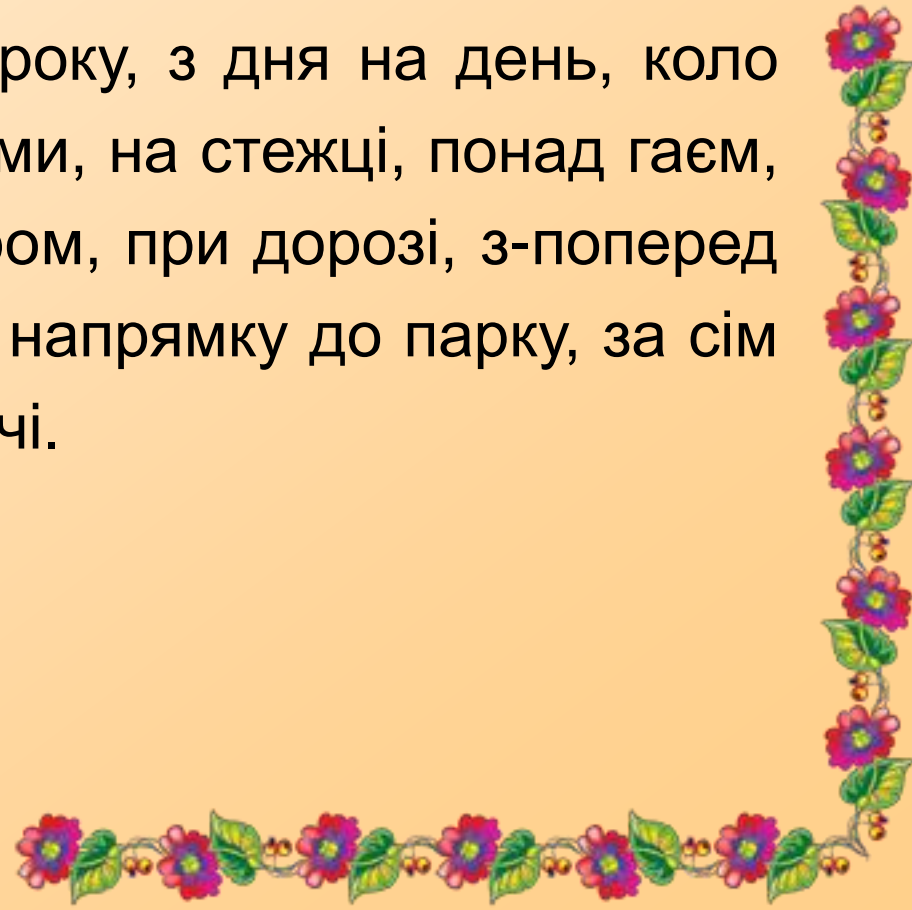 року, з дня на день, коло
ми, на стежці, понад гаєм,
ром, при дорозі, з-поперед
напрямку до парку, за сім
чі.